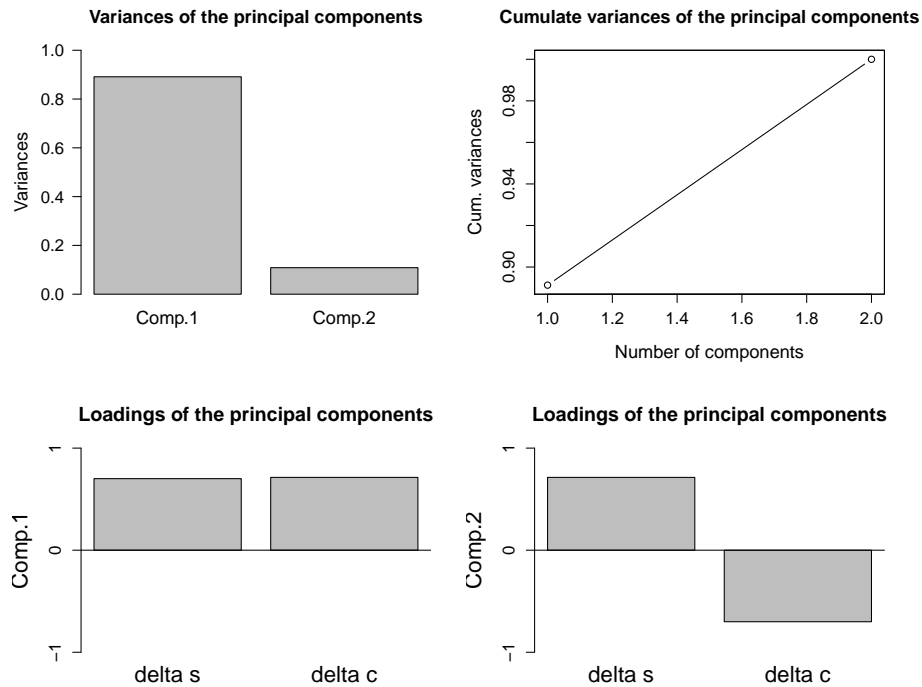 Variances of the principal components
Variances
1.0
0.8
0.6
0.4
0.2
0.0
Comp.1 Comp.2
Cumulate variances of the principal components
Cum. variances
0.98
0.94
0.90
1.0 1.2 1.4 1.6 1.8 2.0
Number of components
Loadings of the principal components
Comp.1
1
0
−1
delta s delta c
Loadings of the principal components
Comp.2
1
0
−1
delta s delta c